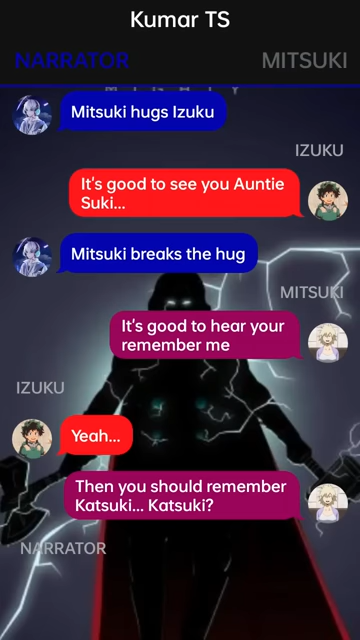 Kumar TS
NARRATOR
MITSUKI
Mitsuki hugs Izuku
IZUKU
It's good to see you Auntie
Suki...
Mitsuki breaks the hug
MITSUKI
It's good to hear your
remember me
IZUKU
Yeah...
Then you should remember
Katsuki... Katsuki?
NARRATOR